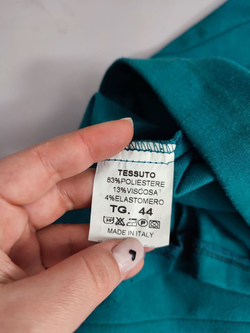 TESSUTO
83%POLIESTERE
13%VISCOSA
4%ELASTOMERO
TG. 44
MADE IN ITALY